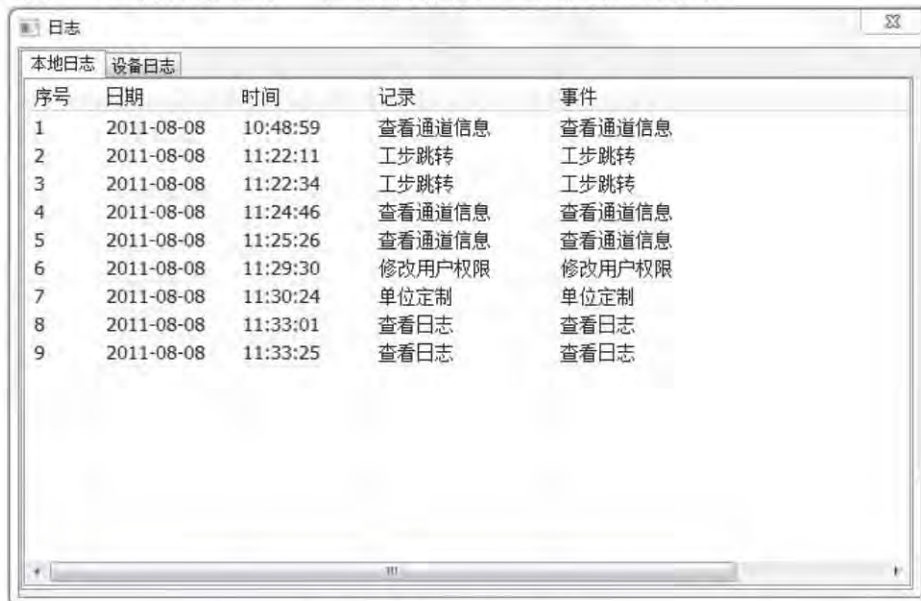 日志
本地日志 设备日志
序号 日期 时间 记录 事件
1 2011-08-08 10:48:59 查看通道信息 查看通道信息
2 2011-08-08 11:22:11 工步跳转 工步跳转
3 2011-08-08 11:22:34 工步跳转 工步跳转
4 2011-08-08 11:24:46 查看通道信息 查看通道信息
5 2011-08-08 11:25:26 查看通道信息 查看通道信息
6 2011-08-08 11:29:30 修改用户权限 修改用户权限
7 2011-08-08 11:30:24 单位定制 单位定制
8 2011-08-08 11:33:01 查看日志 查看日志
9 2011-08-08 11:33:25 查看日志 查看日志